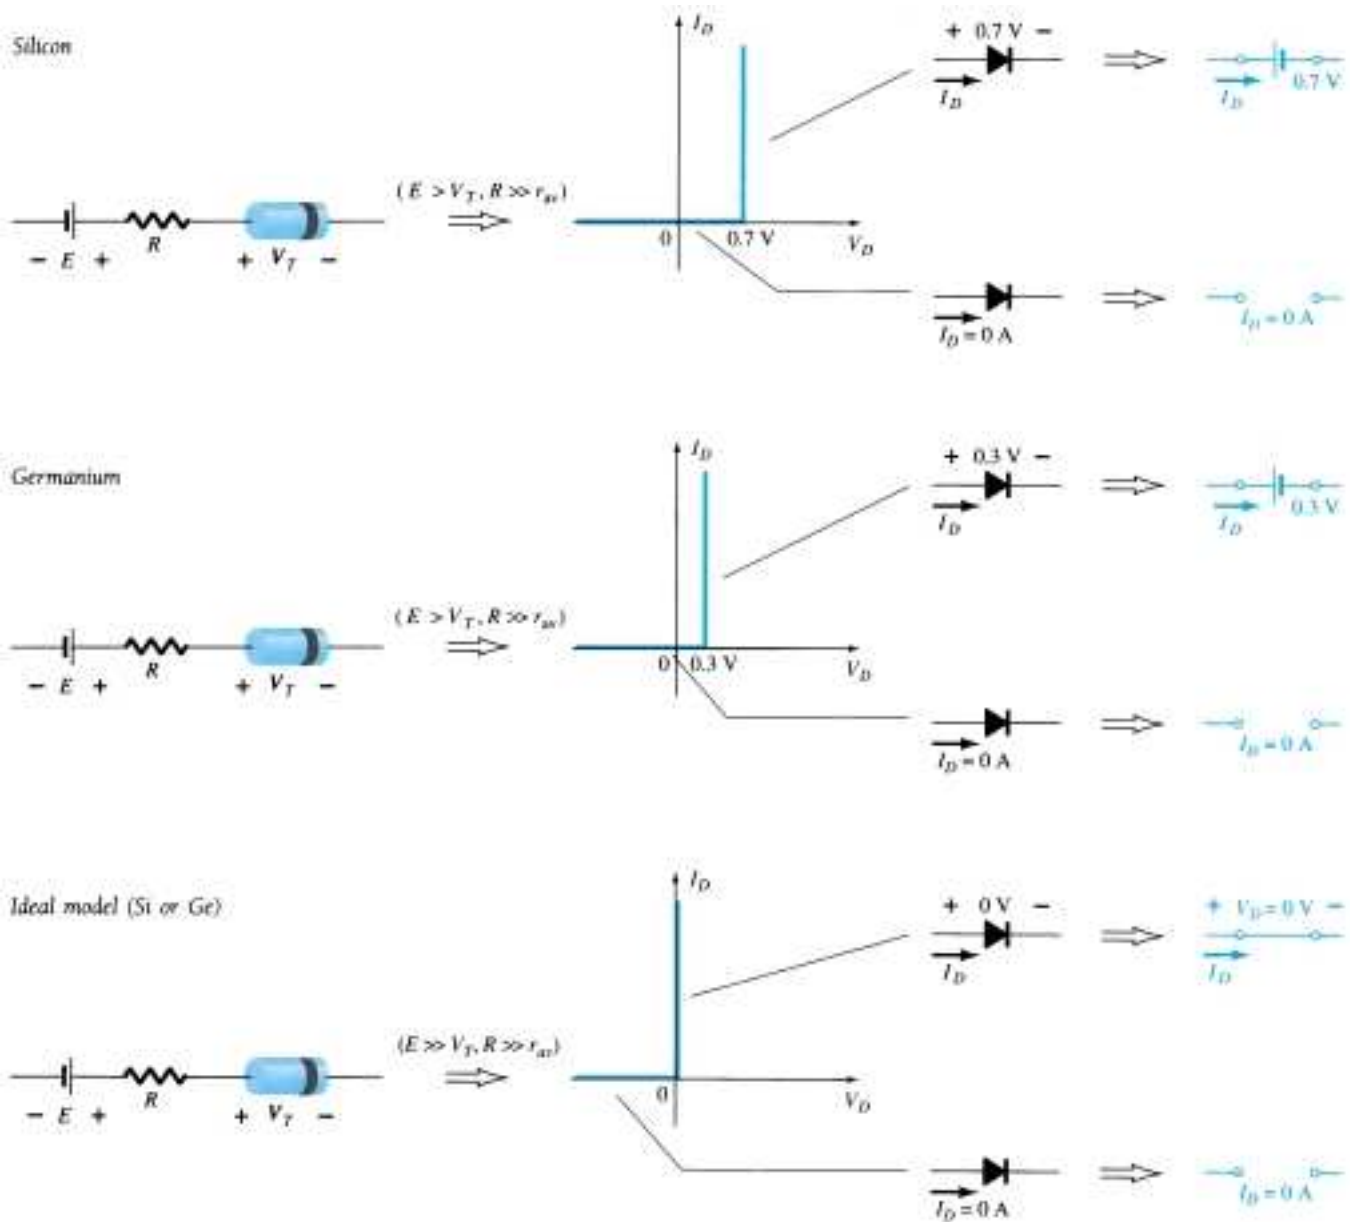 Silicon
I_D
+ 0.7 V −
I_D
I_D
0.7 V
(E > V_T, R ≫ r_av)
R
− E +
+ V_T −
0
0.7 V
V_D
I_D = 0 A
I_D = 0 A
Germanium
I_D
+ 0.3 V −
I_D
I_D
0.3 V
(E > V_T, R ≫ r_av)
R
− E +
+ V_T −
0
0.3 V
V_D
I_D = 0 A
I_D = 0 A
Ideal model (Si or Ge)
I_D
+ 0 V −
+ V_D = 0 V −
I_D
I_D
(E ≫ V_T, R ≫ r_av)
R
− E +
+ V_T −
0
V_D
I_D = 0 A
I_D = 0 A